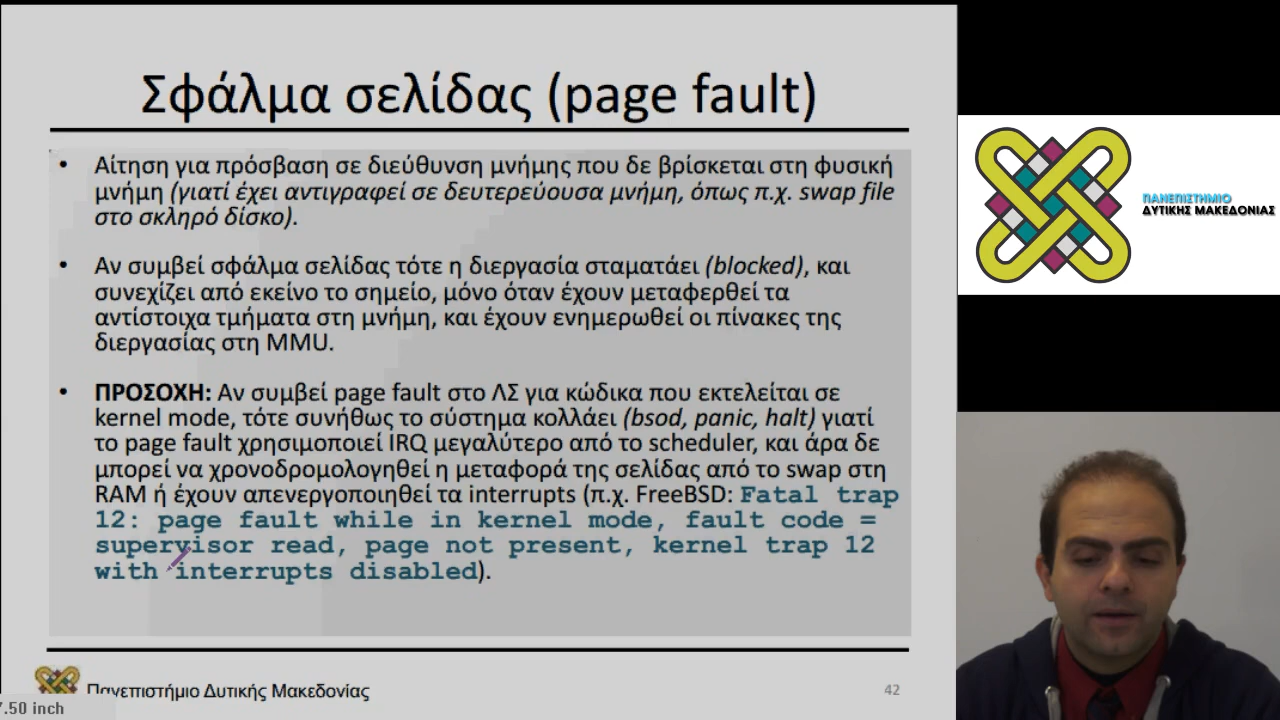 Σφάλμα σελίδας (page fault)
• Αίτηση για πρόσβαση σε διεύθυνση μνήμης που δε βρίσκεται στη φυσική
μνήμη (γιατί έχει αντιγραφεί σε δευτερεύουσα μνήμη, όπως π.χ. swap file
στο σκληρό δίσκο).
• Αν συμβεί σφάλμα σελίδας τότε η διεργασία σταματάει (blocked), και
συνεχίζει από εκείνο το σημείο, μόνο όταν έχουν μεταφερθεί τα
αντίστοιχα τμήματα στη μνήμη, και έχουν ενημερωθεί οι πίνακες της
διεργασίας στη MMU.
• ΠΡΟΣΟΧΗ: Αν συμβεί page fault στο ΛΣ για κώδικα που εκτελείται σε
kernel mode, τότε συνήθως το σύστημα κολλάει (bsod, panic, halt) γιατί
το page fault χρησιμοποιεί IRQ μεγαλύτερο από το scheduler, και άρα δε
μπορεί να χρονοδρομολογηθεί η μεταφορά της σελίδας από το swap στη
RAM ή έχουν απενεργοποιηθεί τα interrupts (π.χ. FreeBSD: Fatal trap
12: page fault while in kernel mode, fault code =
supervisor read, page not present, kernel trap 12
with interrupts disabled).
Πανεπιστήμιο Δυτικής Μακεδονίας
42
7.50 inch
ΠΑΝΕΠΙΣΤΗΜΙΟ
ΔΥΤΙΚΗΣ ΜΑΚΕΔΟΝΙΑΣ